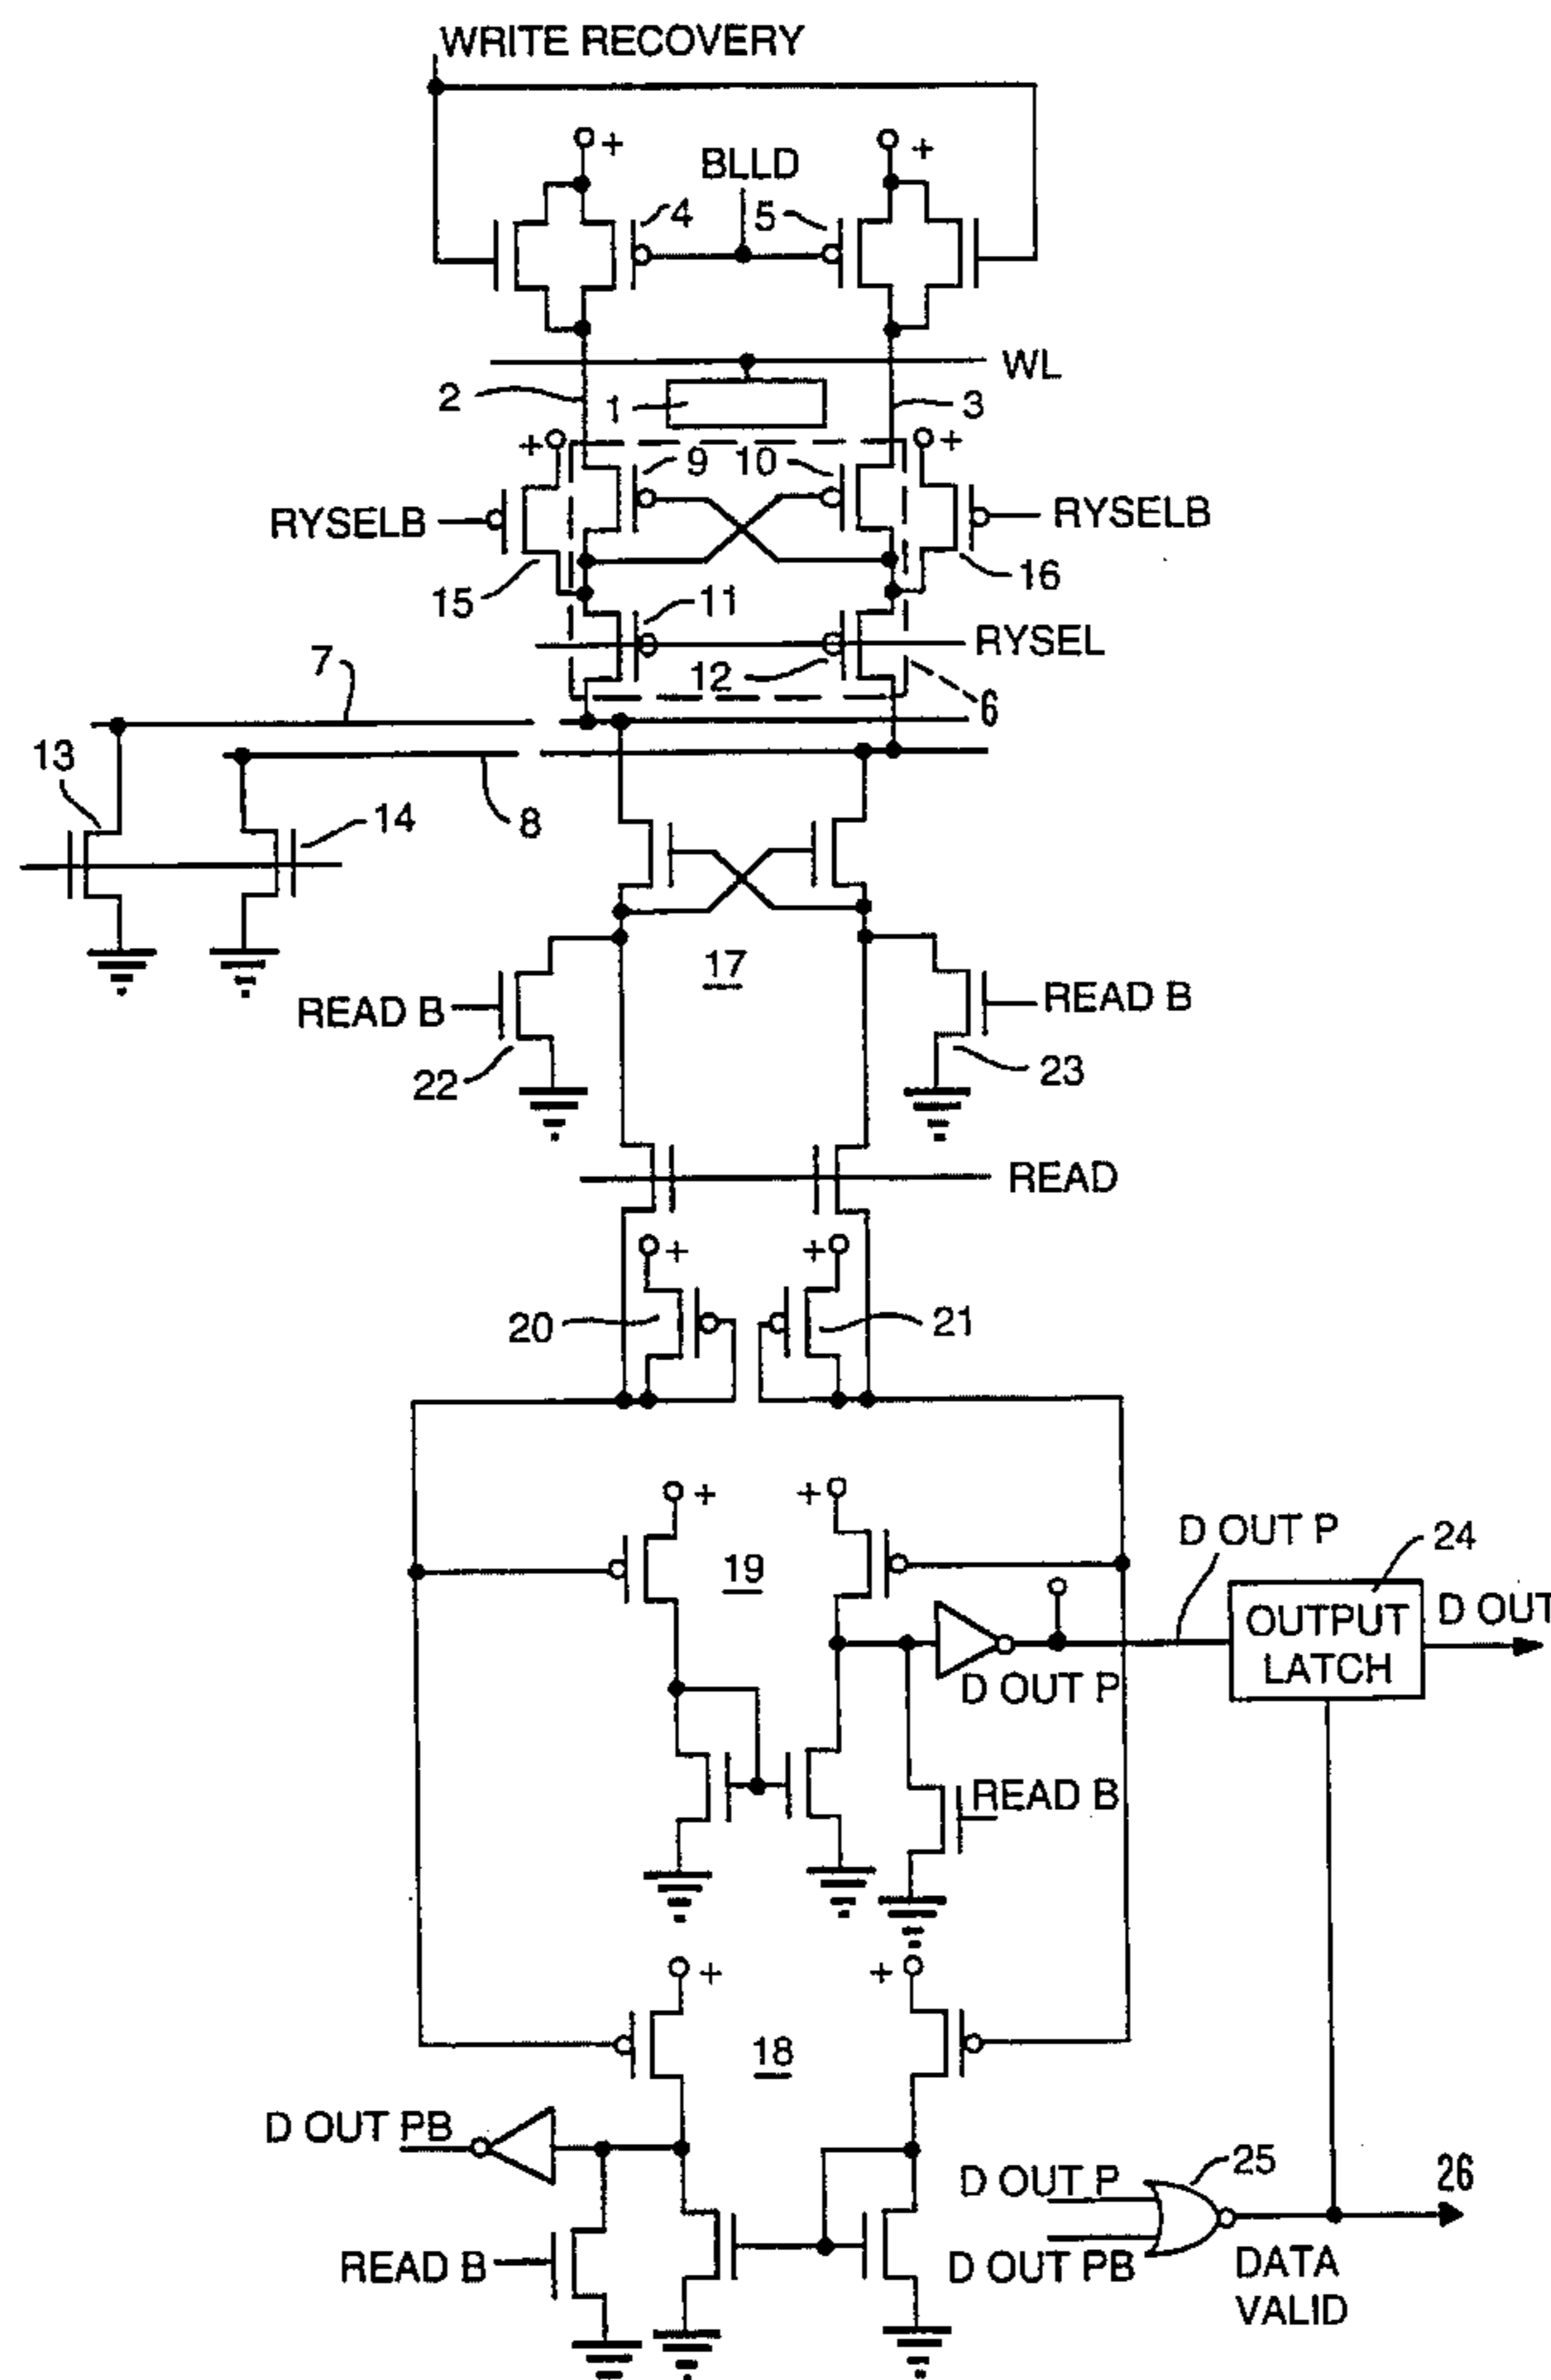 WRITE RECOVERY
+
+
BLLD
4
5
WL
2
1
3
+
+
9
10
RYSELB
RYSELB
15
16
11
RYSEL
12
7
6
13
14
8
17
READ B
READ B
22
23
READ
+
+
20
21
+
+
D OUT P
24
19
OUTPUT
LATCH
D OUT
D OUT P
READ B
+
+
18
D OUT PB
25
26
D OUT P
D OUT PB
READ B
DATA
VALID